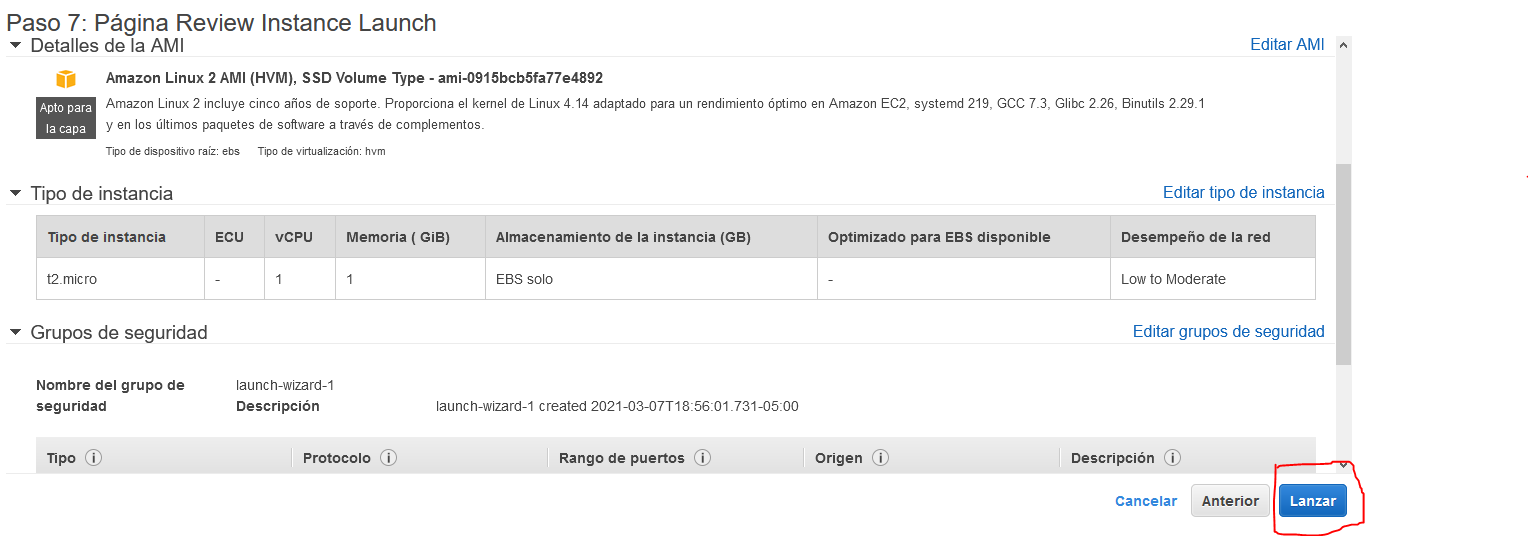 Paso 7: Página Review Instance Launch
Detalles de la AMI
Editar AMI
Amazon Linux 2 AMI (HVM), SSD Volume Type - ami-0915bcb5fa77e4892
Apto para
la capa
Amazon Linux 2 incluye cinco años de soporte. Proporciona el kernel de Linux 4.14 adaptado para un rendimiento óptimo en Amazon EC2, systemd 219, GCC 7.3, Glibc 2.26, Binutils 2.29.1
y en los últimos paquetes de software a través de complementos.
Tipo de dispositivo raíz: ebs Tipo de virtualización: hvm
Tipo de instancia
Editar tipo de instancia
Tipo de instancia ECU vCPU Memoria ( GiB) Almacenamiento de la instancia (GB) Optimizado para EBS disponible Desempeño de la red
t2.micro - 1 1 EBS solo - Low to Moderate
Grupos de seguridad
Editar grupos de seguridad
Nombre del grupo de
seguridad
launch-wizard-1
Descripción launch-wizard-1 created 2021-03-07T18:56:01.731-05:00
Tipo Protocolo Rango de puertos Origen Descripción
Cancelar Anterior Lanzar